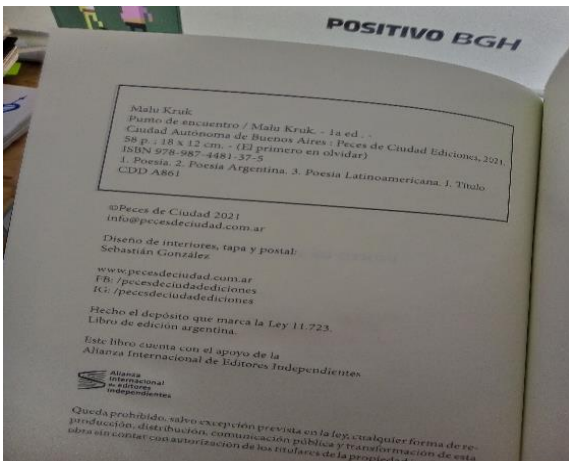 POSITIVO BGH
Malu Kruk
Punto de encuentro / Malu Kruk. - 1a ed . -
Ciudad Autónoma de Buenos Aires : Peces de Ciudad Ediciones, 2021.
58 p. ; 18 x 12 cm. - (El primero en olvidar)
ISBN 978-987-4481-37-5
1. Poesía. 2. Poesía Argentina. 3. Poesía Latinoamericana. I. Título
CDD A861
©Peces de Ciudad 2021
info@pecesdeciudad.com.ar
Diseño de interiores, tapa y postal:
Sebastián González
www.pecesdeciudad.com.ar
FB: /pecesdeciudadediciones
IG: /pecesdeciudadediciones
Hecho el depósito que marca la Ley 11.723.
Libro de edición argentina.
Este libro cuenta con el apoyo de la
Alianza Internacional de Editores Independientes
Alianza
internacional
de editores
independientes
Queda prohibido, salvo excepción prevista en la ley, cualquier forma de re-
producción, distribución, comunicación pública y transformación de esta
obra sin contar con autorización de los titulares de la propiedad